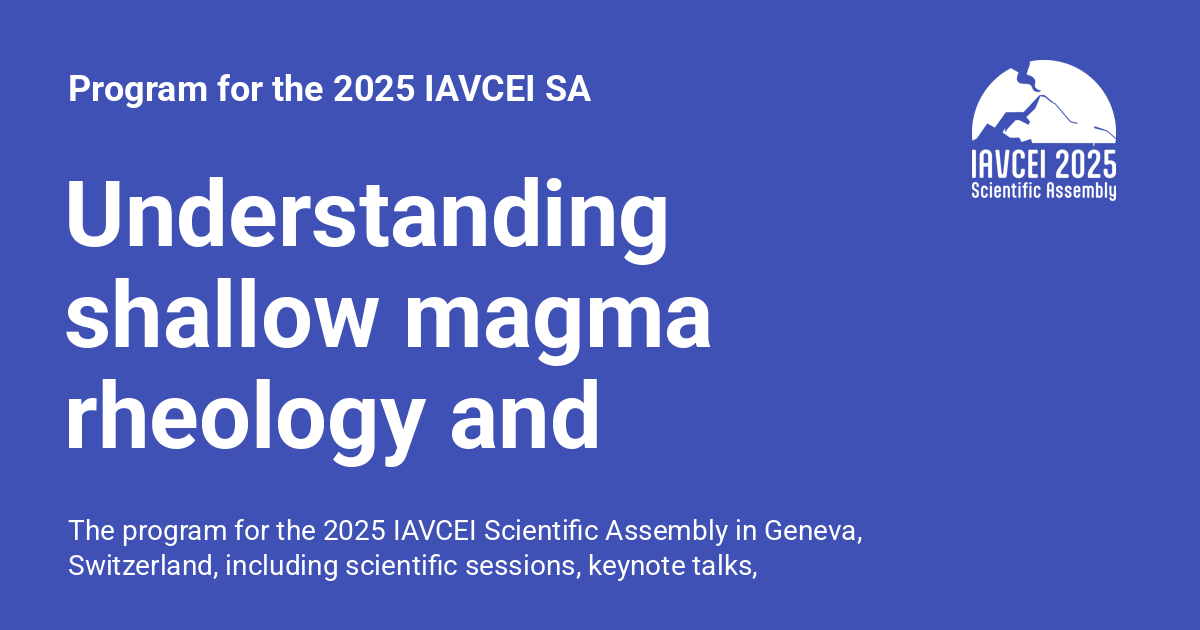 Program for the 2025 IAVCEI SA
IAVCEI 2025
Scientific Assembly
Understanding
shallow magma
rheology and
The program for the 2025 IAVCEI Scientific Assembly in Geneva,
Switzerland, including scientific sessions, keynote talks,